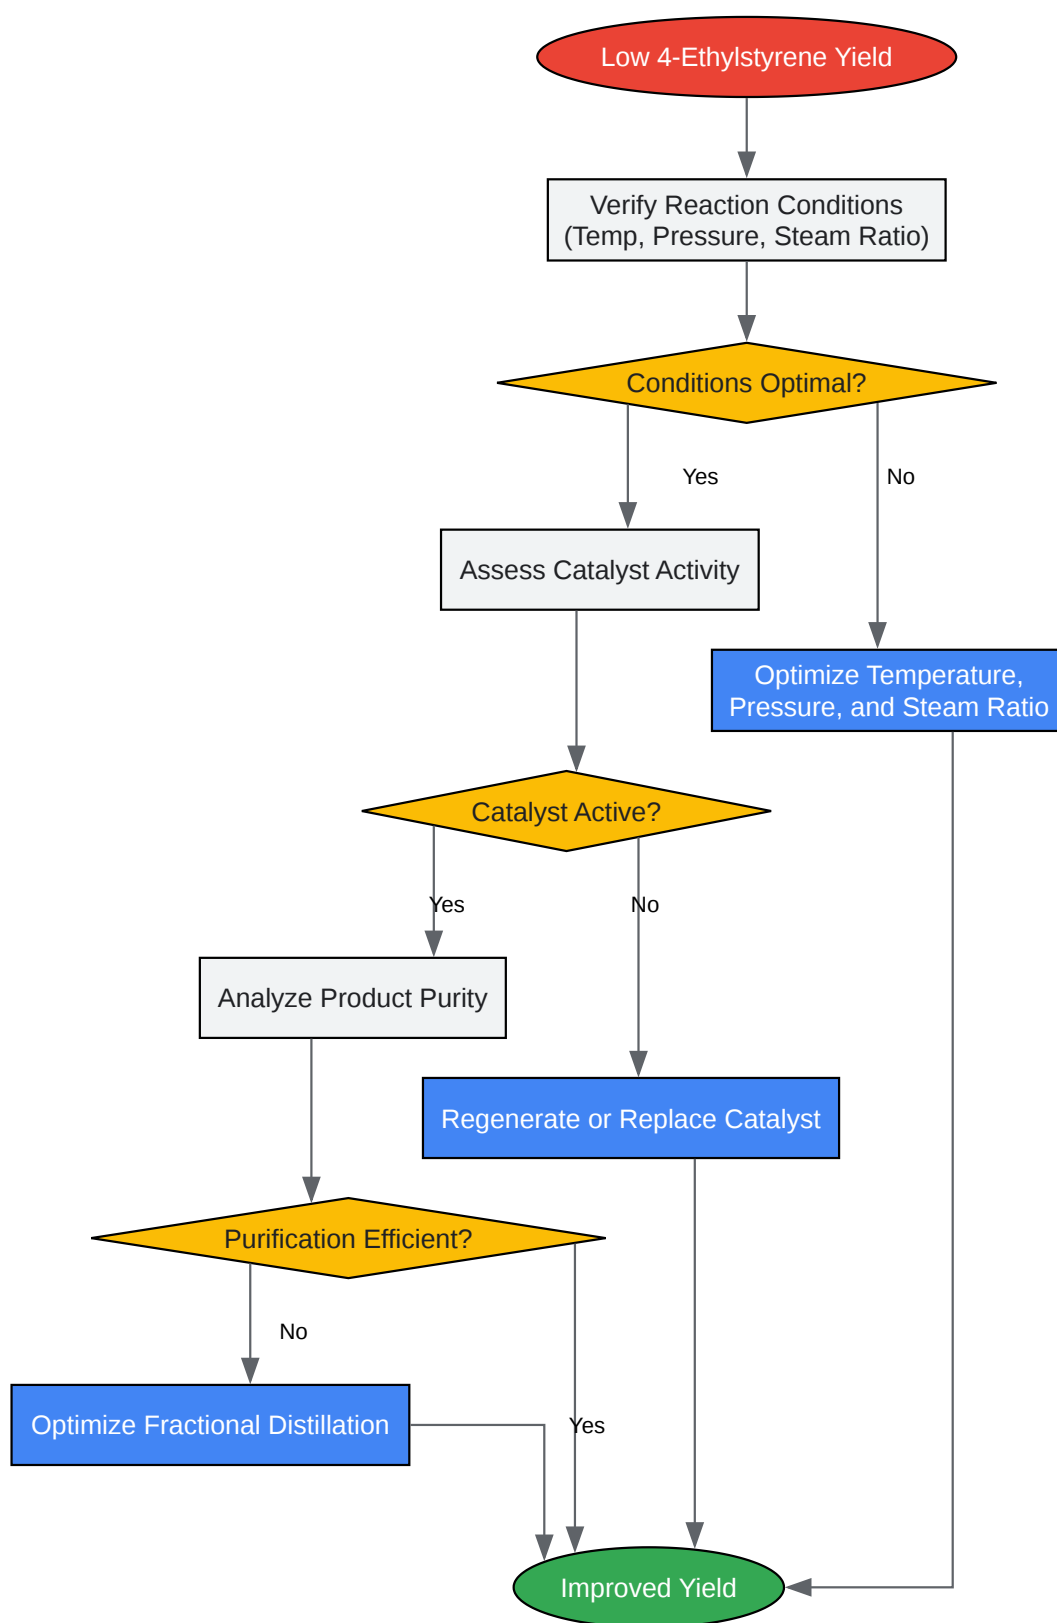 Low 4-Ethylstyrene Yield
Verify Reaction Conditions
(Temp, Pressure, Steam Ratio)
Conditions Optimal?
Yes
No
Assess Catalyst Activity
Optimize Temperature,
Pressure, and Steam Ratio
Catalyst Active?
Yes
No
Analyze Product Purity
Regenerate or Replace Catalyst
Purification Efficient?
No
Optimize Fractional Distillation
Yes
Improved Yield